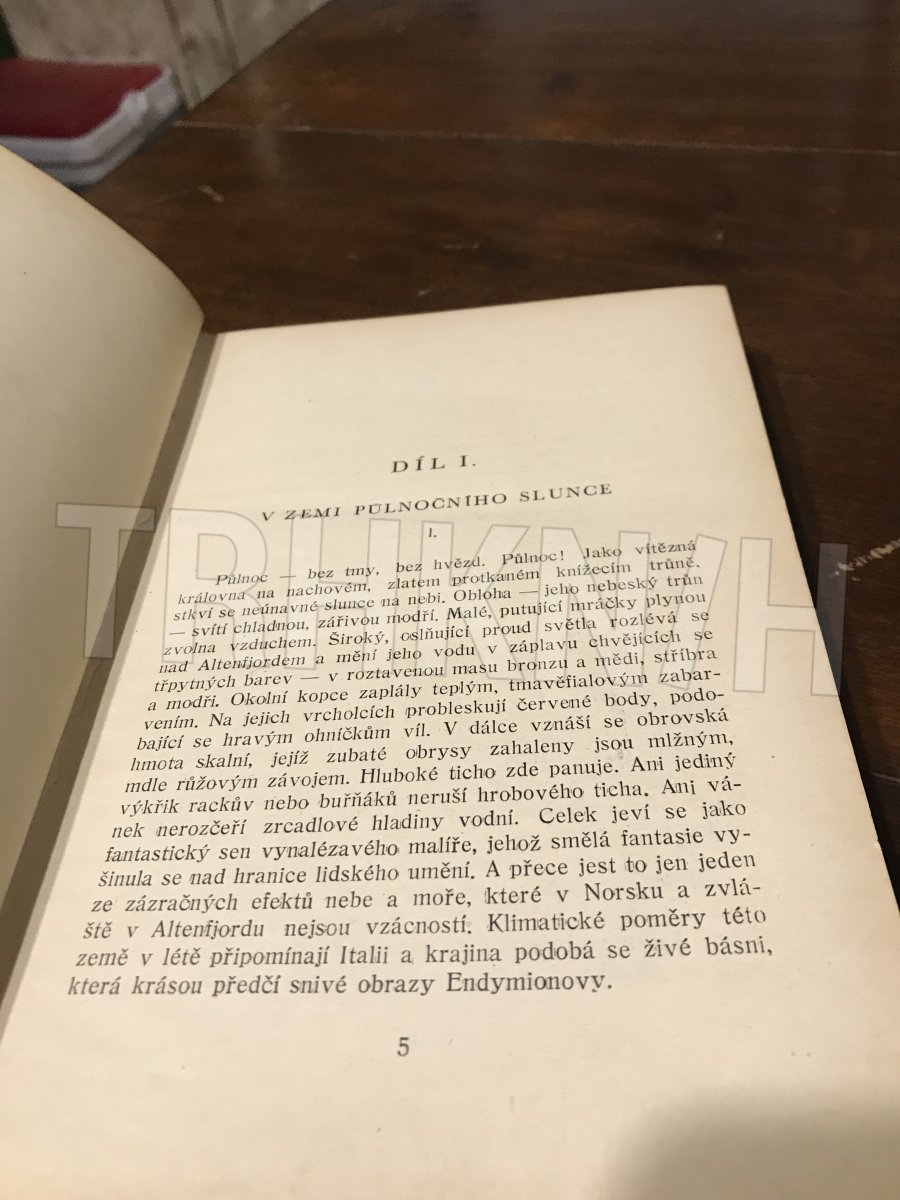 DÍL I.
V ZEMI PŮLNOČNÍHO SLUNCE
I.
Půlnoc — bez tmy, bez hvězd. Půlnoc! Jako vítězná
královna na nachovém, zlatem protkaném knížecím trůně.
stkví se neúnavné slunce na nebi. Obloha — jeho nebeský trůn
— svítí chladnou, zářivou modří. Malé, putující mráčky plynou
zvolna vzduchem. Široký, oslňující proud světla rozlévá se
nad Altenfjordem a mění jeho vodu v záplavu chvějících se
třpytných barev — v roztavenou masu bronzu a mědi, stříbra
a modři. Okolní kopce zaplály teplým, tmavěfialovým zabar-
vením. Na jejich vrcholcích probleskují červené body, podo-
bající se hravým ohníčkům víl. V dálce vznáší se obrovská
hmota skalní, jejíž zubaté obrysy zahaleny jsou mlžným,
mdle růžovým závojem. Hluboké ticho zde panuje. Ani jediný
výkřik rackův nebo buřňáků neruší hrobového ticha. Ani vá-
nek nerozčeří zrcadlové hladiny vodní. Celek jeví se jako
fantastický sen vynalézavého malíře, jehož smělá fantasie vy-
šinula se nad hranice lidského umění. A přece jest to jen jeden
ze zázračných efektů nebe a moře, které v Norsku a zvlá-
ště v Altenfjordu nejsou vzácností. Klimatické poměry této
země v létě připomínají Italii a krajina podobá se živé básni,
která krásou předčí snivé obrazy Endymionovy.
5
TRHKNIH